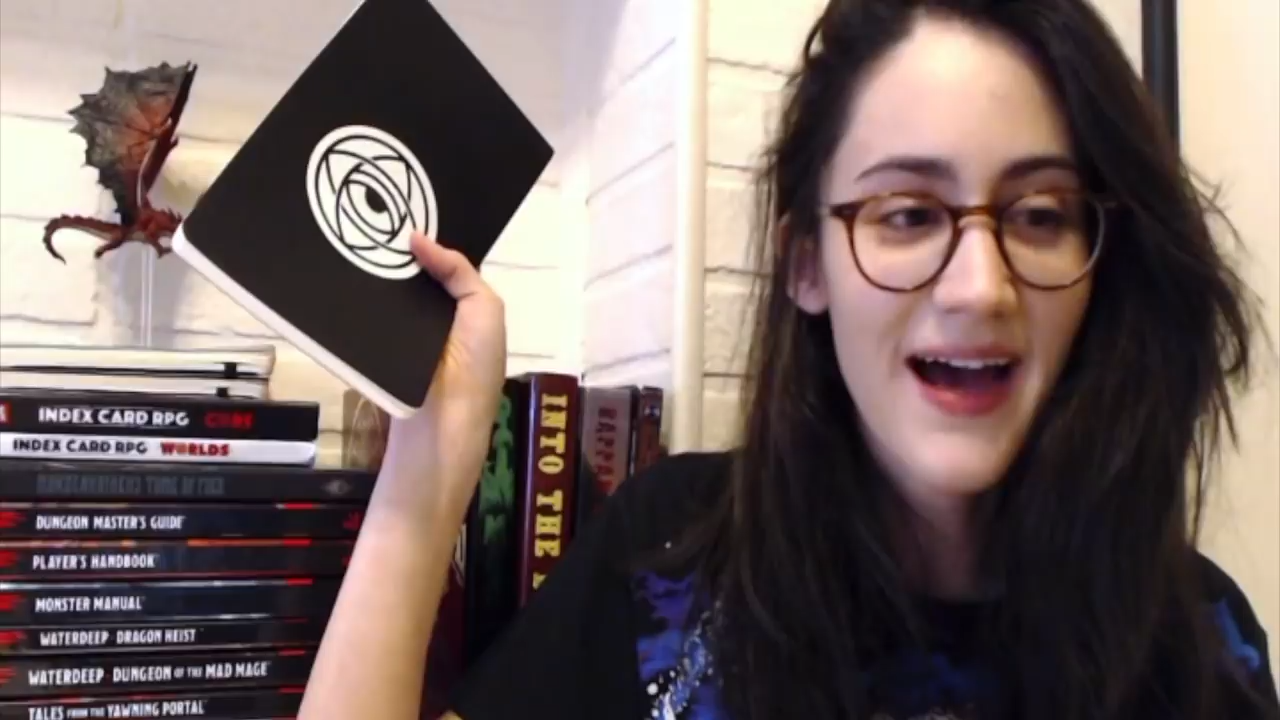 INDEX CARD RPG CORE
INDEX CARD RPG WORLDS
DUNGEON MASTER'S GUIDE
PLAYER'S HANDBOOK
MONSTER MANUAL
WATERDEEP DRAGON HEIST
WATERDEEP DUNGEON OF THE MAD MAGE
TALES FROM THE YAWNING PORTAL
INTO THE